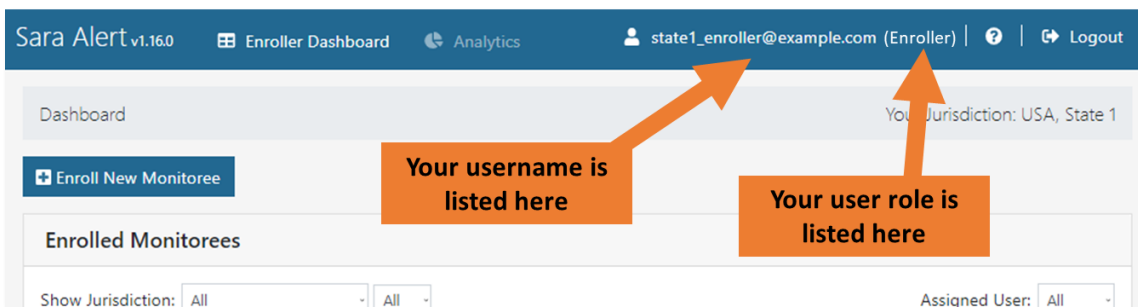 Sara Alert v1.16.0 Enroller Dashboard Analytics state1_enroller@example.com (Enroller) | ? | Logout
Dashboard Your Jurisdiction: USA, State 1
Enroll New Monitoree
Your username is
listed here
Your user role is
listed here
Enrolled Monitorees
Show Jurisdiction: All All Assigned User: All